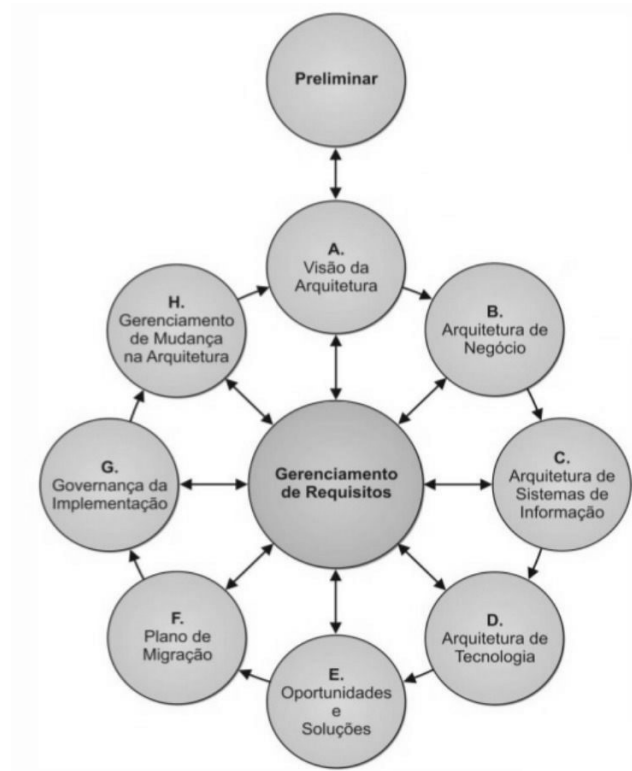 Preliminar
A.
Visão da
Arquitetura
B.
Arquitetura de
Negócio
C.
Arquitetura de
Sistemas de
Informação
D.
Arquitetura de
Tecnologia
E.
Oportunidades
e
Soluções
F.
Plano de
Migração
G.
Governança da
Implementação
H.
Gerenciamento
de Mudança
na Arquitetura
Gerenciamento
de Requisitos